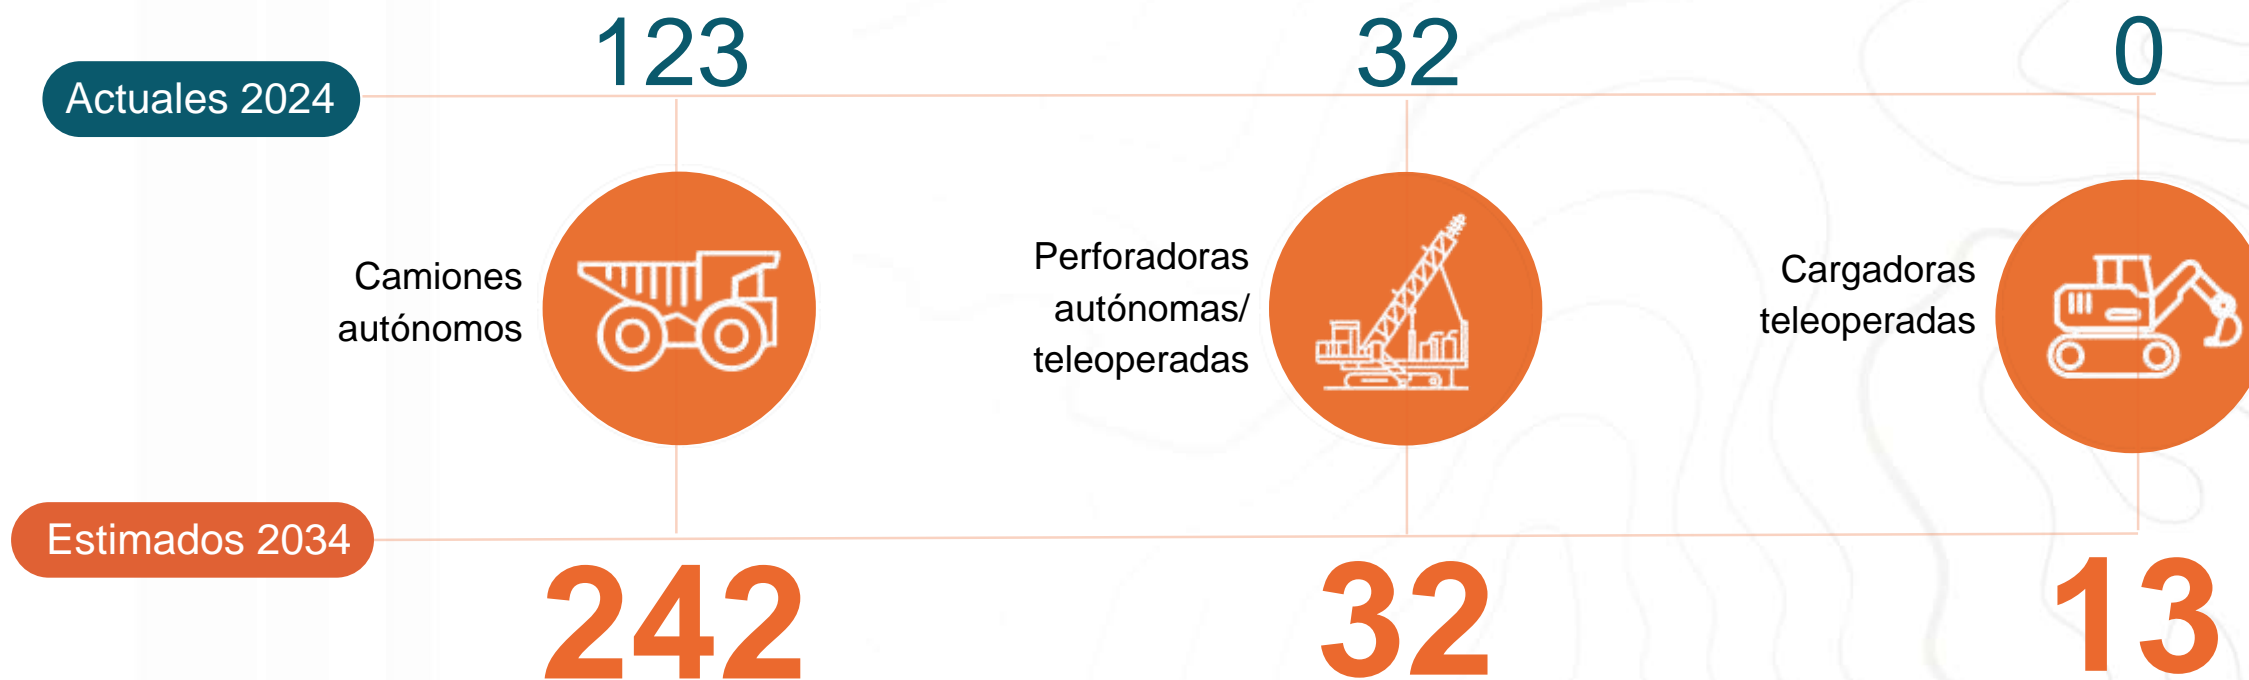 Actuales 2024
123
32
0
Camiones
autónomos
Perforadoras
autónomas/
teleoperadas
Cargadoras
teleoperadas
Estimados 2034
242
32
13